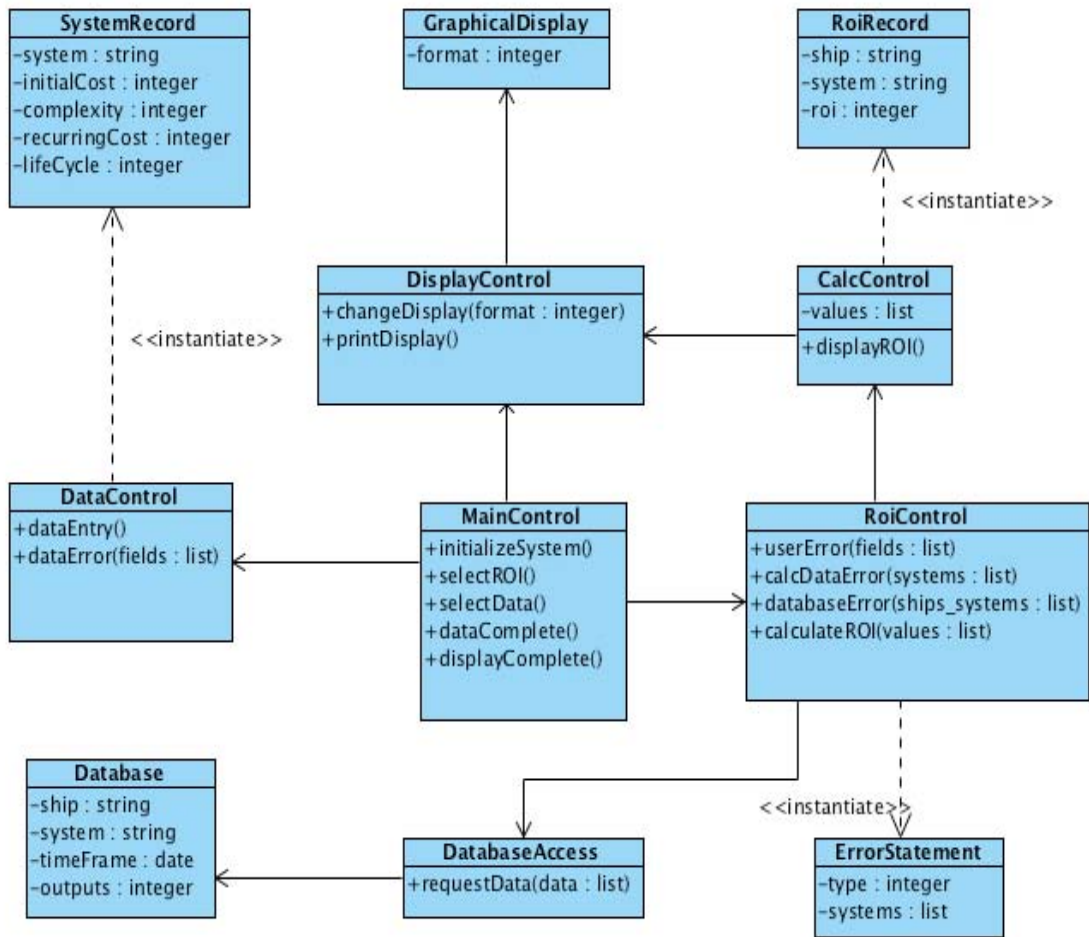 SystemRecord
-system : string
-initialCost : integer
-complexity : integer
-recurringCost : integer
-lifeCycle : integer
GraphicalDisplay
-format : integer
RoiRecord
-ship : string
-system : string
-roi : integer
<<instantiate>>
<<instantiate>>
DisplayControl
+changeDisplay(format : integer)
+printDisplay()
CalcControl
-values : list
+displayROI()
DataControl
+dataEntry()
+dataError(fields : list)
MainControl
+initializeSystem()
+selectROI()
+selectData()
+dataComplete()
+displayComplete()
RoiControl
+userError(fields : list)
+calcDataError(systems : list)
+databaseError(ships_systems : list)
+calculateROI(values : list)
Database
-ship : string
-system : string
-timeFrame : date
-outputs : integer
<<instantiate>>
DatabaseAccess
+requestData(data : list)
ErrorStatement
-type : integer
-systems : list